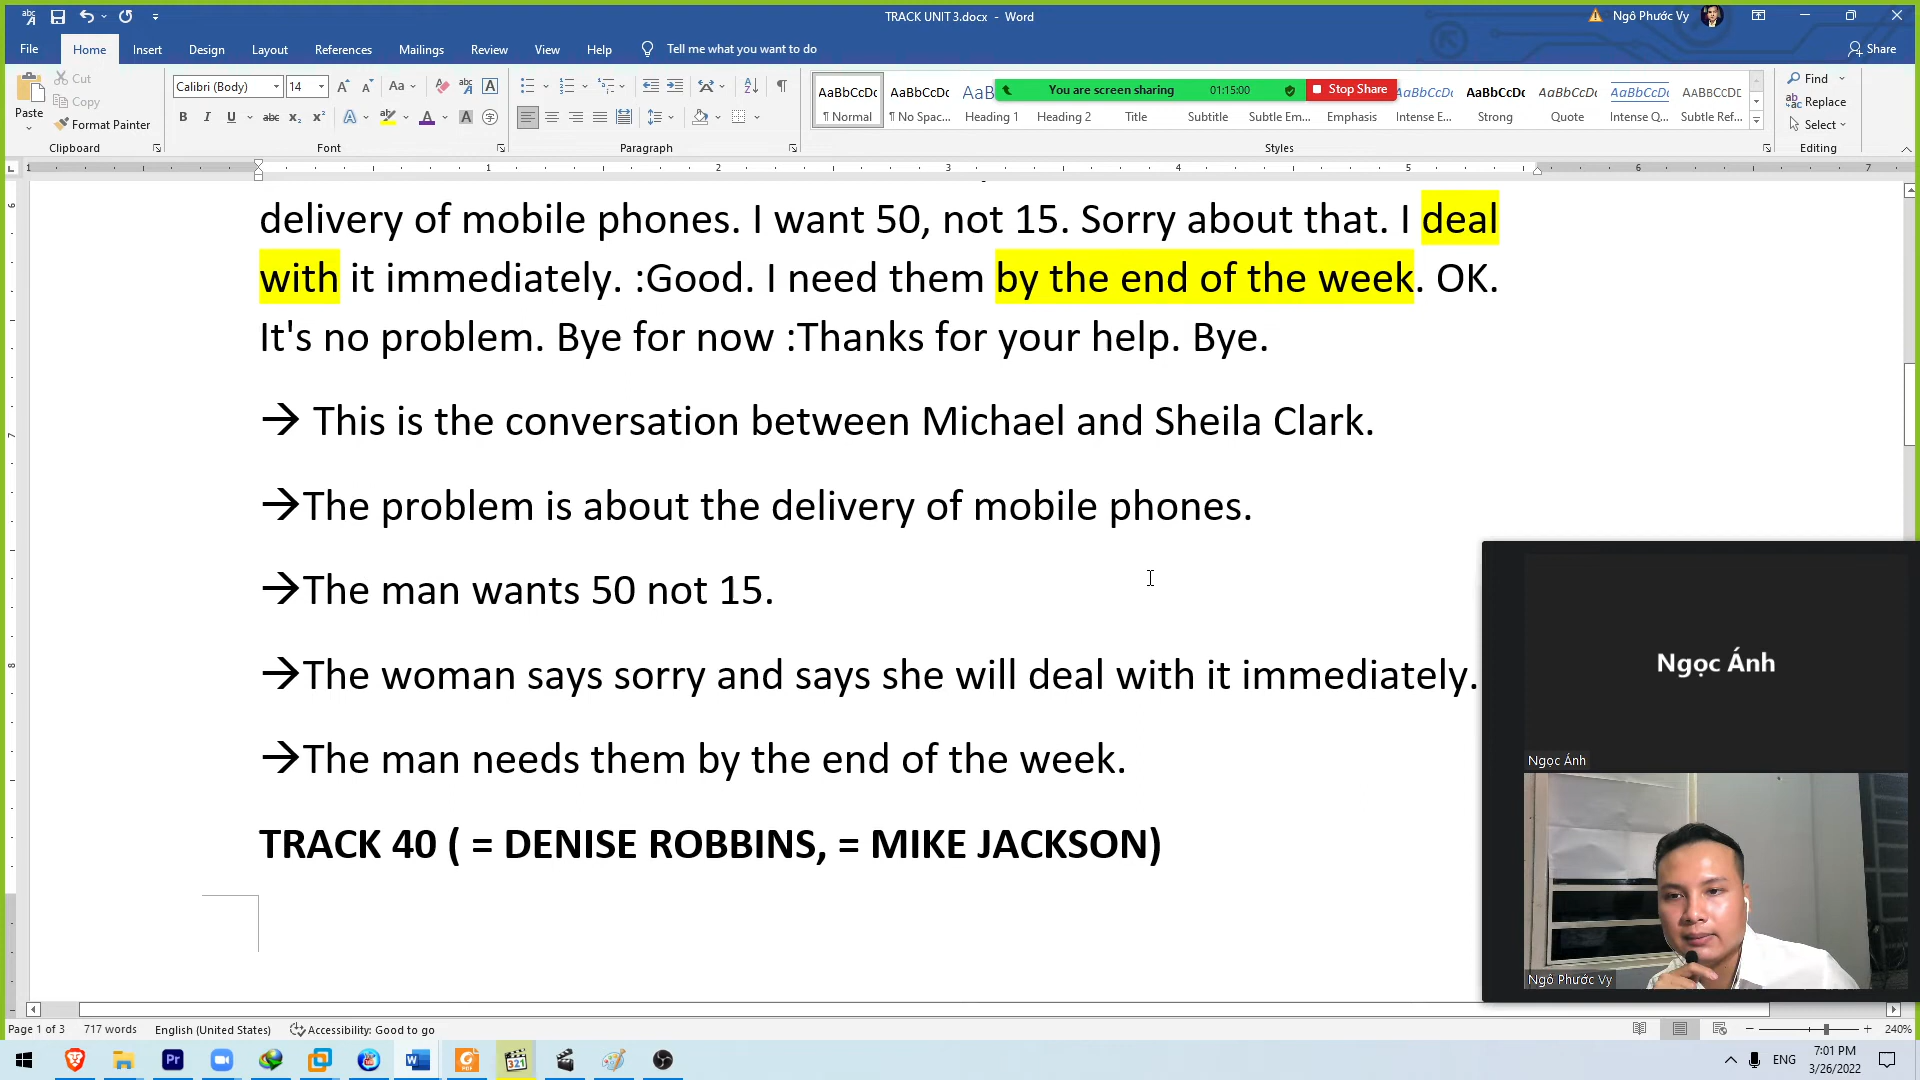 TRACK UNIT 3.docx - Word
Ngô Phước Vy
File Home Insert Design Layout References Mailings Review View Help Tell me what you want to do Share
Cut
Copy
Paste
Format Painter
Calibri (Body) 14
You are screen sharing 01:15:00 Stop Share
AaBbCcDc AaBbCcDc AaB AaBbCcDc AaBbCcDc AaBbCcDc AaBbCcDc AABBCCDC
¶ Normal ¶ No Spac... Heading 1 Heading 2 Title Subtitle Subtle Em... Emphasis Intense E... Strong Quote Intense Q... Subtle Ref...
Find
Replace
Select
Clipboard Font Paragraph Styles Editing
delivery of mobile phones. I want 50, not 15. Sorry about that. I deal
with it immediately. :Good. I need them by the end of the week. OK.
It's no problem. Bye for now :Thanks for your help. Bye.
→ This is the conversation between Michael and Sheila Clark.
→The problem is about the delivery of mobile phones.
→The man wants 50 not 15.
→The woman says sorry and says she will deal with it immediately.
→The man needs them by the end of the week.
TRACK 40 ( = DENISE ROBBINS, = MIKE JACKSON)
Ngọc Ánh
Ngọc Ánh
Ngô Phước Vy
Page 1 of 3 717 words English (United States) Accessibility: Good to go 240%
ENG
7:01 PM
3/26/2022